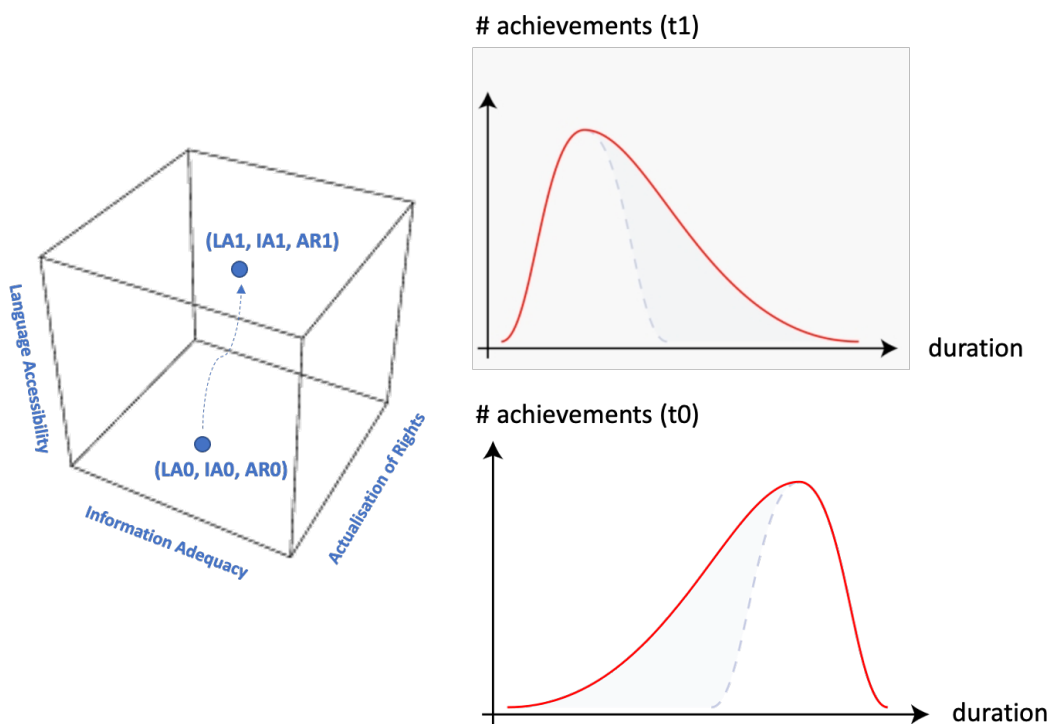 # achievements (t1)
(LA1, IA1, AR1)
Language Accessibility
duration
# achievements (t0)
(LA0, IA0, AR0)
Information Adequacy
Actualisation of Rights
duration